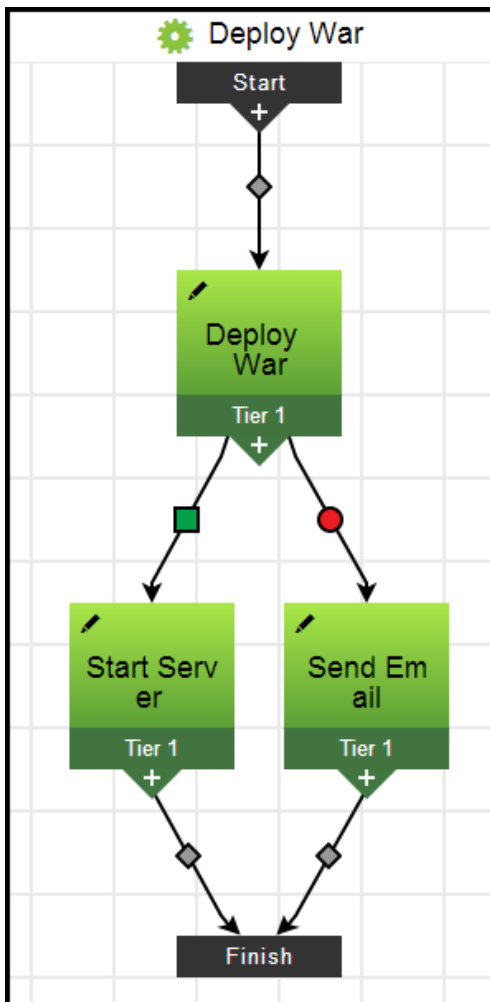 Deploy War
Start
+
Deploy
War
Tier 1
+
Start Serv
er
Send Em
ail
Tier 1
+
Tier 1
+
Finish